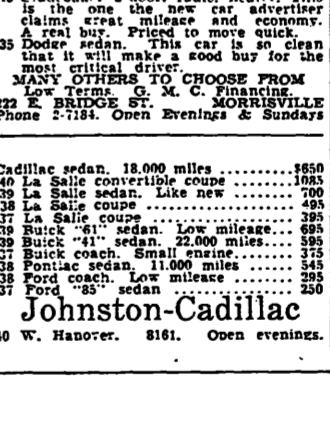 is the one the new car advertiser
claims great mileage and economy.
A real buy. Priced to move quick.
35 Dodge sedan. This car is so clean
that it will make a good buy for the
most critical driver.
MANY OTHERS TO CHOOSE FROM
Low Terms. G. M. C. Financing.
222 E. BRIDGE ST. MORRISVILLE
Phone 2-7184. Open Evenings & Sundays
Cadillac sedan. 18,000 miles ............$650
40 La Salle convertible coupe ............1085
39 La Salle sedan. Like new ............ 700
38 La Salle coupe ............ 495
37 La Salle coupe ............ 395
39 Buick "61" sedan. Low mileage... 695
39 Buick "41" sedan. 22,000 miles.... 595
37 Buick coach. Small engine........ 375
38 Pontiac sedan. 11,000 miles ...... 545
38 Ford coach. Low mileage ........ 295
37 Ford "85" sedan ............ 250
Johnston-Cadillac
40 W. Hanover. 8161. Open evenings.